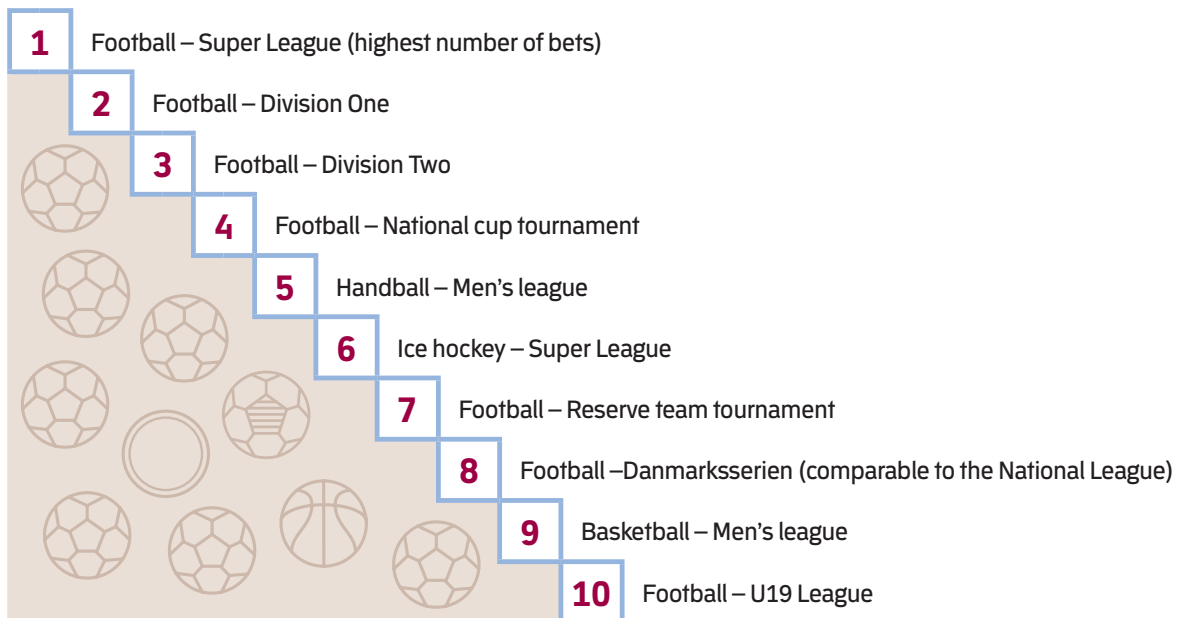 1 Football – Super League (highest number of bets)
2 Football – Division One
3 Football – Division Two
4 Football – National cup tournament
5 Handball – Men’s league
6 Ice hockey – Super League
7 Football – Reserve team tournament
8 Football –Danmarksserien (comparable to the National League)
9 Basketball – Men’s league
10 Football – U19 League